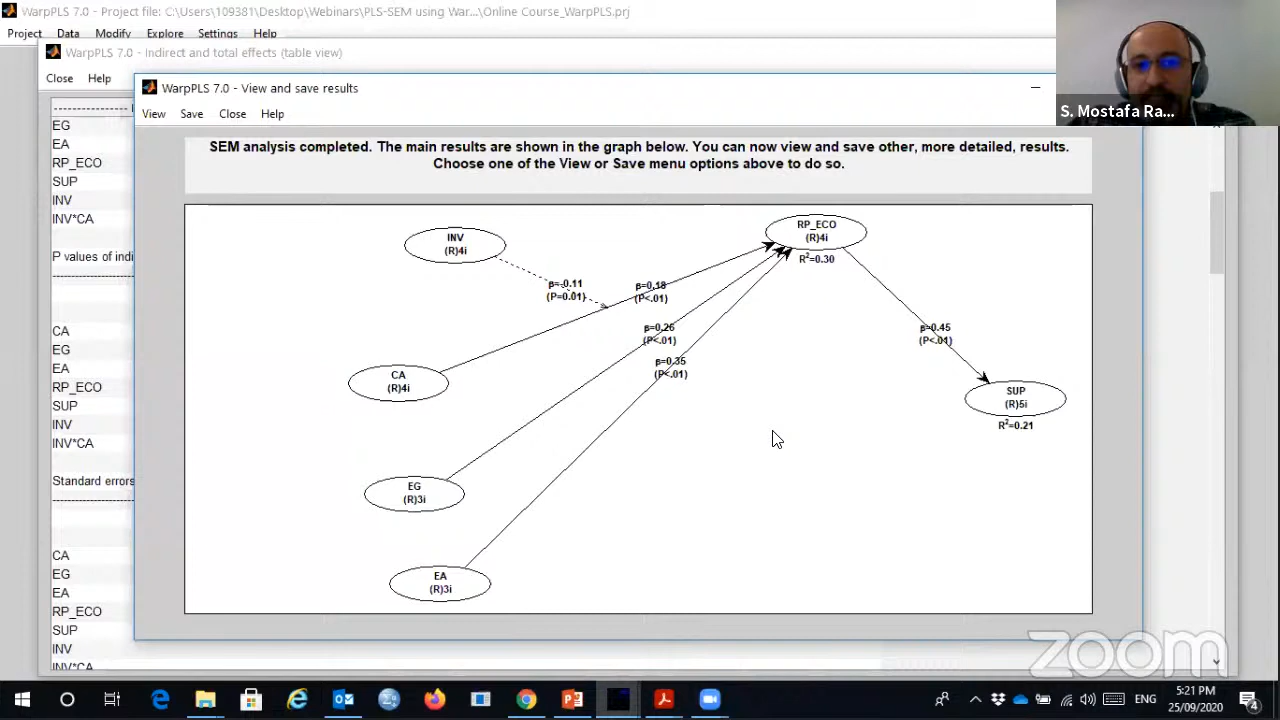 WarpPLS 7.0 - Project file: C:\Users\109381\Desktop\Webinars\PLS-SEM using War...\Online Course_WarpPLS.prj
Project Data Modify Explore Settings Help
WarpPLS 7.0 - Indirect and total effects (table view)
Close Help
WarpPLS 7.0 - View and save results
View Save Close Help
S. Mostafa Ra...
SEM analysis completed. The main results are shown in the graph below. You can now view and save other, more detailed, results.
Choose one of the View or Save menu options above to do so.
EG
EA
RP_ECO
SUP
INV
INV*CA
P values of indi
CA
EG
EA
RP_ECO
SUP
INV
INV*CA
Standard errors
CA
EG
EA
RP_ECO
SUP
INV
INV*CA
RP_ECO
(R)4i
R²=0.30
INV
(R)4i
β=-0.11
(P=0.01)
β=0.18
(P<.01)
β=0.26
(P<.01)
β=0.35
(P<.01)
β=0.45
(P<.01)
CA
(R)4i
SUP
(R)5i
R²=0.21
EG
(R)3i
EA
(R)3i
zoom
ENG
5:21 PM
25/09/2020
4